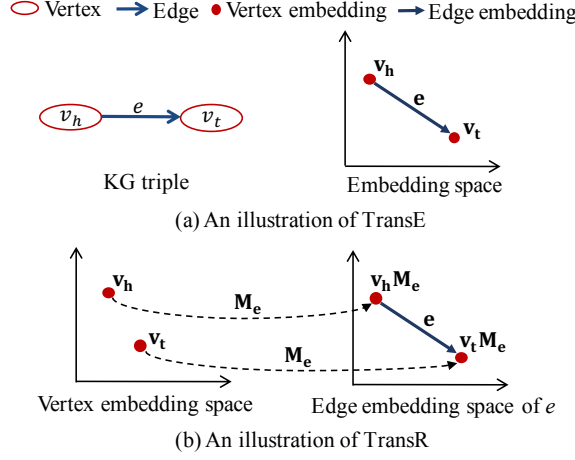 Vertex Edge Vertex embedding Edge embedding
v_h e v_t
KG triple
v_h
e
v_t
Embedding space
(a) An illustration of TransE
v_h
v_t
M_e
M_e
Vertex embedding space
v_h M_e
e
v_t M_e
Edge embedding space of e
(b) An illustration of TransR